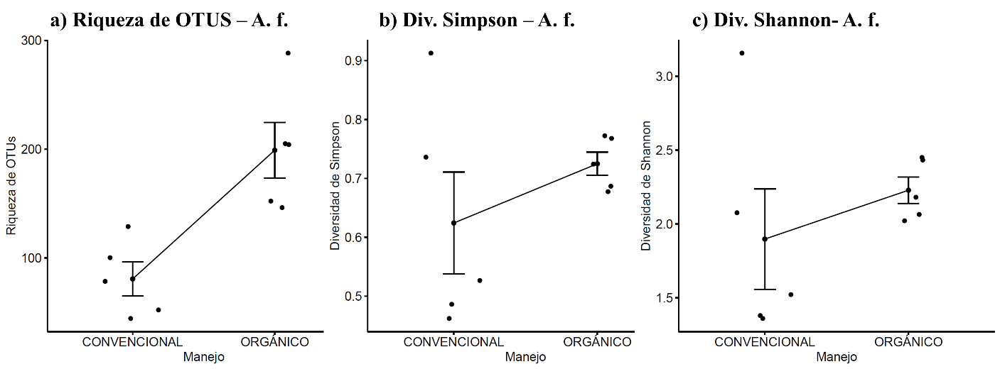 a) Riqueza de OTUS – A. f.
Riqueza de OTUs
300
200
100
CONVENCIONAL ORGÁNICO
Manejo
b) Div. Simpson – A. f.
Diversidad de Simpson
0.9
0.8
0.7
0.6
0.5
CONVENCIONAL ORGÁNICO
Manejo
c) Div. Shannon- A. f.
Diversidad de Shannon
3.0
2.5
2.0
1.5
CONVENCIONAL ORGÁNICO
Manejo